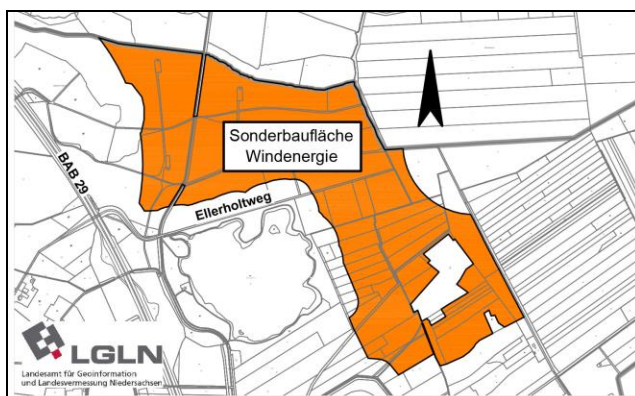 Sonderbaufläche
Windenergie
BAB 29
Ellerholtweg
LGLN
Landesamt für Geoinformation
und Landesvermessung Niedersachsen